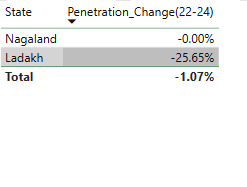 State Penetration_Change(22-24)
Nagaland -0.00%
Ladakh -25.65%
Total -1.07%